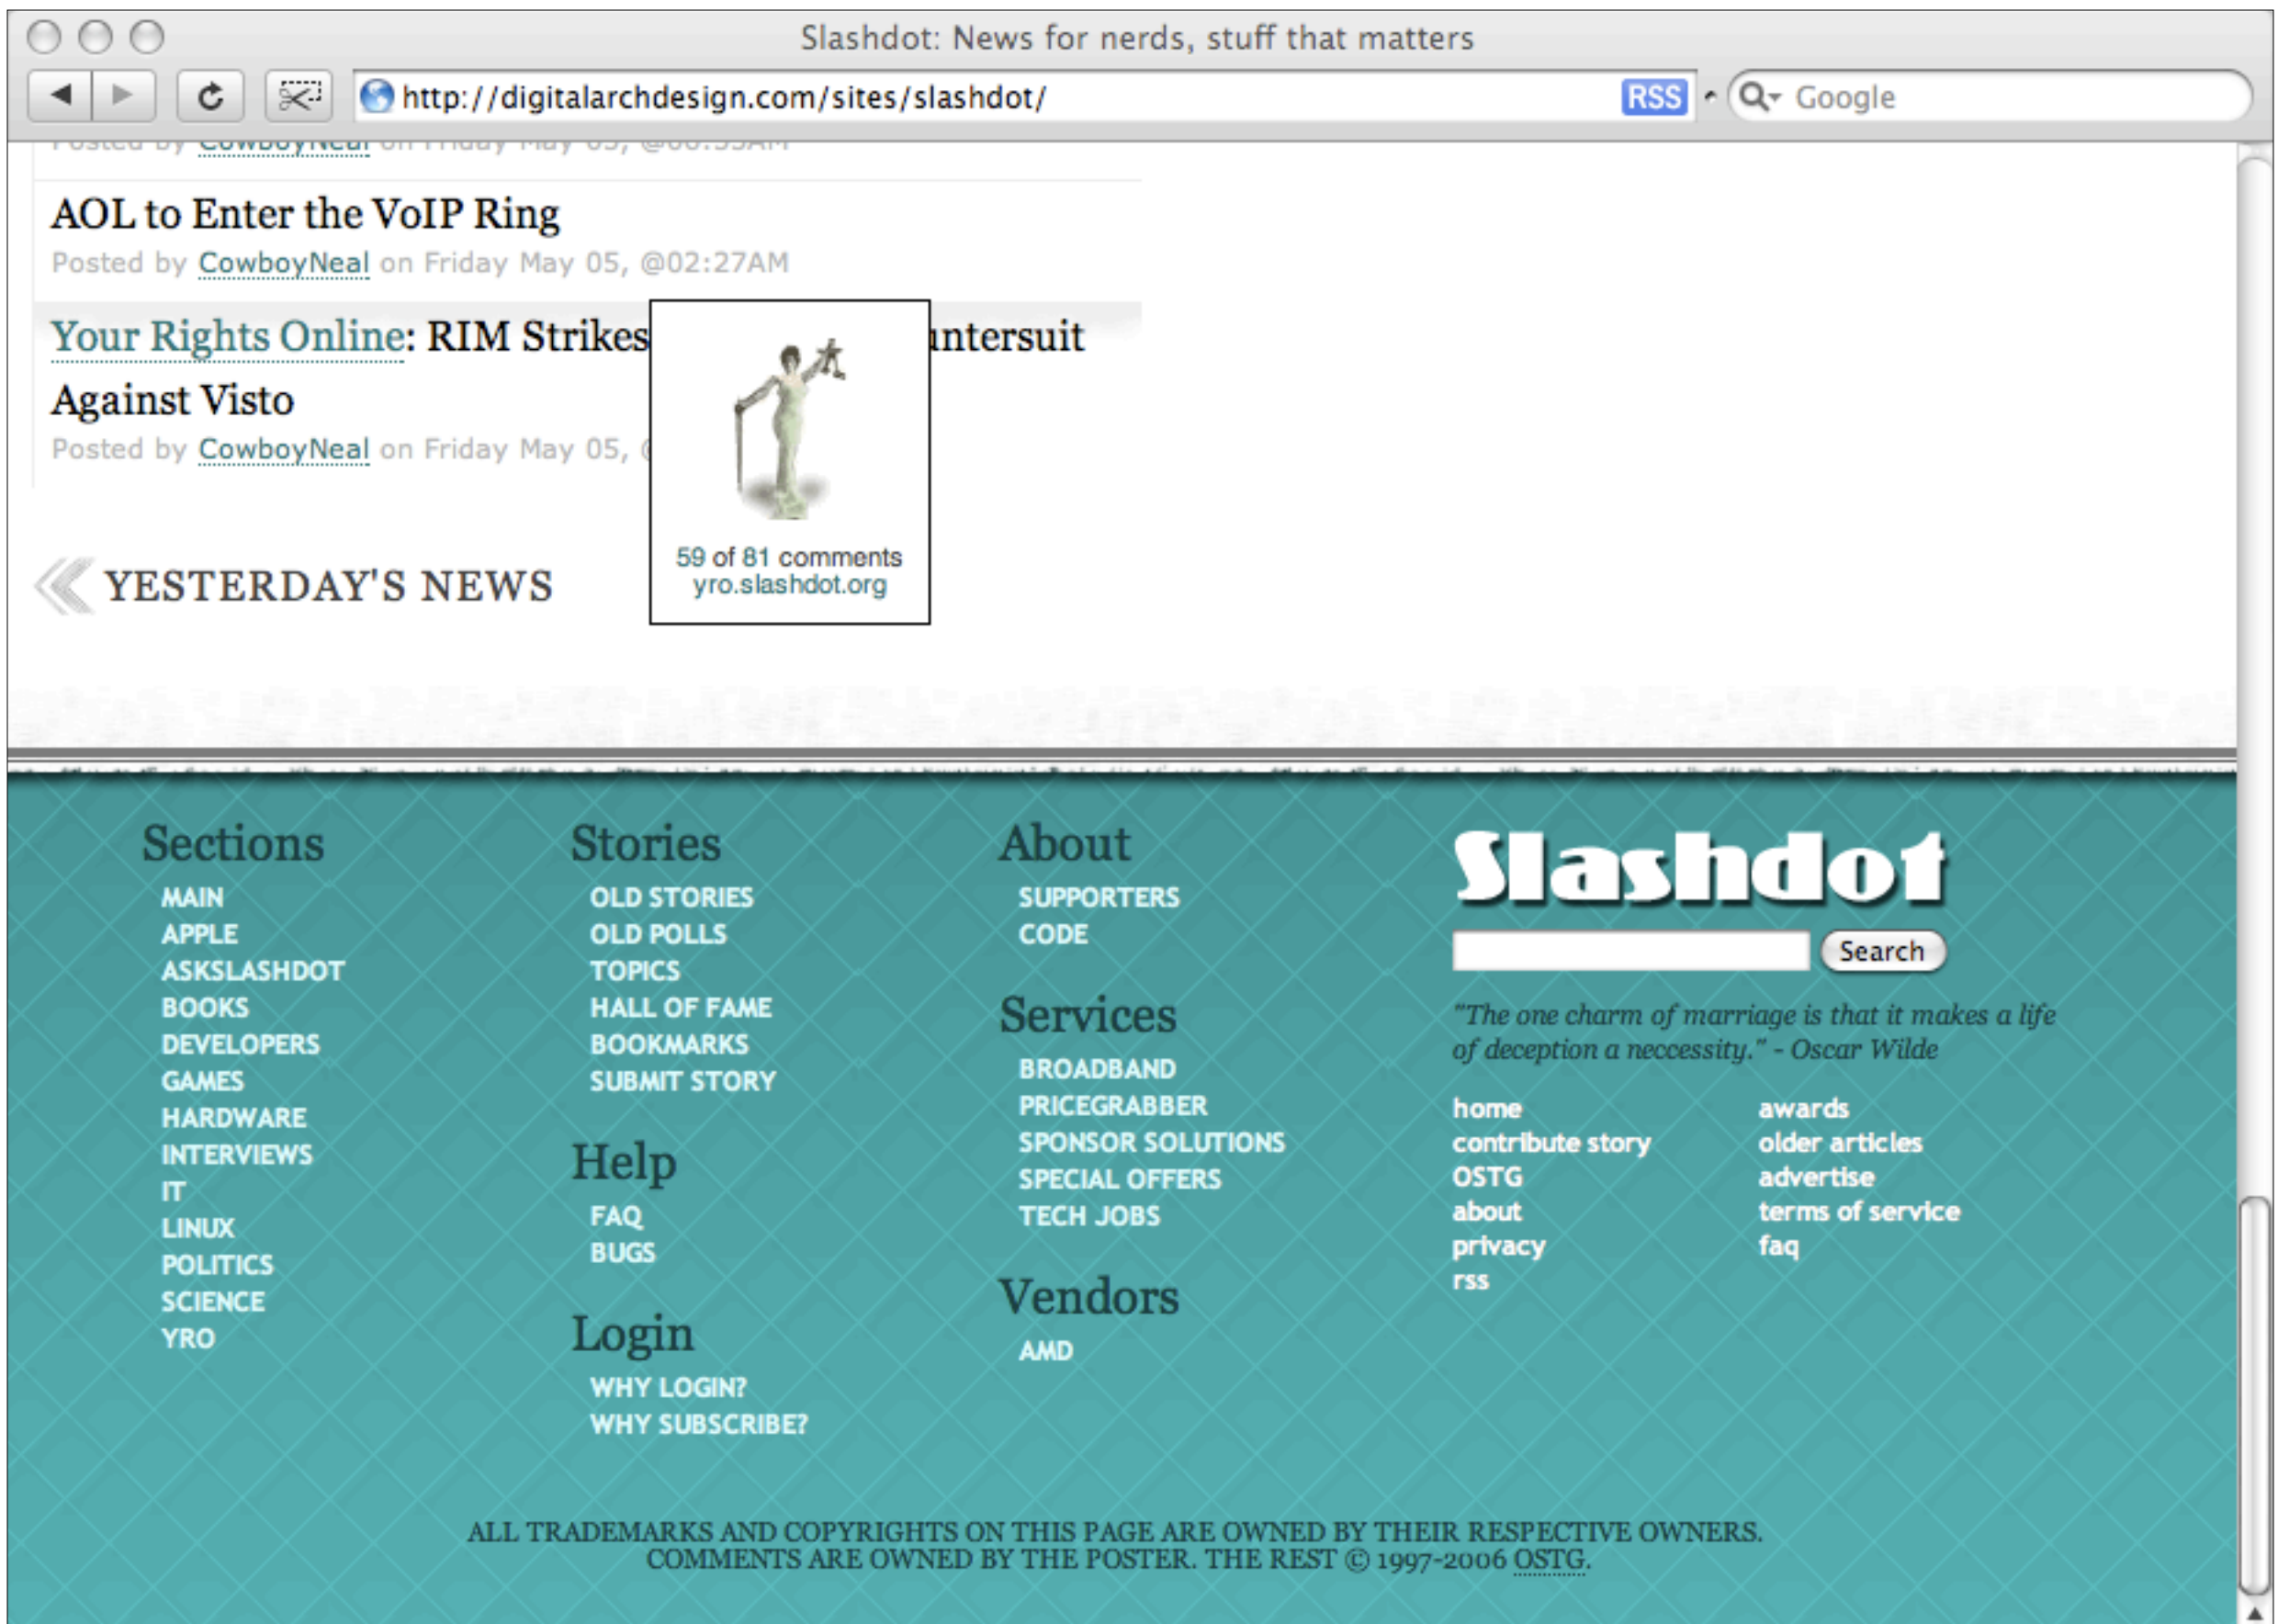 Slashdot: News for nerds, stuff that matters
http://digitalarchdesign.com/sites/slashdot/
RSS
Google
Posted by CowboyNeal on Friday May 05,
AOL to Enter the VoIP Ring
Posted by CowboyNeal on Friday May 05, @02:27AM
Your Rights Online: RIM Strikes
untersuit
Against Visto
Posted by CowboyNeal on Friday May 05,
59 of 81 comments
yro.slashdot.org
YESTERDAY'S NEWS
Sections
MAIN
APPLE
ASKSLASHDOT
BOOKS
DEVELOPERS
GAMES
HARDWARE
INTERVIEWS
IT
LINUX
POLITICS
SCIENCE
YRO
Stories
OLD STORIES
OLD POLLS
TOPICS
HALL OF FAME
BOOKMARKS
SUBMIT STORY
Help
FAQ
BUGS
Login
WHY LOGIN?
WHY SUBSCRIBE?
About
SUPPORTERS
CODE
Services
BROADBAND
PRICEGRABBER
SPONSOR SOLUTIONS
SPECIAL OFFERS
TECH JOBS
Vendors
AMD
Slashdot
Search
"The one charm of marriage is that it makes a life
of deception a neccessity." - Oscar Wilde
home
contribute story
OSTG
about
privacy
rss
awards
older articles
advertise
terms of service
faq
ALL TRADEMARKS AND COPYRIGHTS ON THIS PAGE ARE OWNED BY THEIR RESPECTIVE OWNERS.
COMMENTS ARE OWNED BY THE POSTER. THE REST © 1997-2006 OSTG.